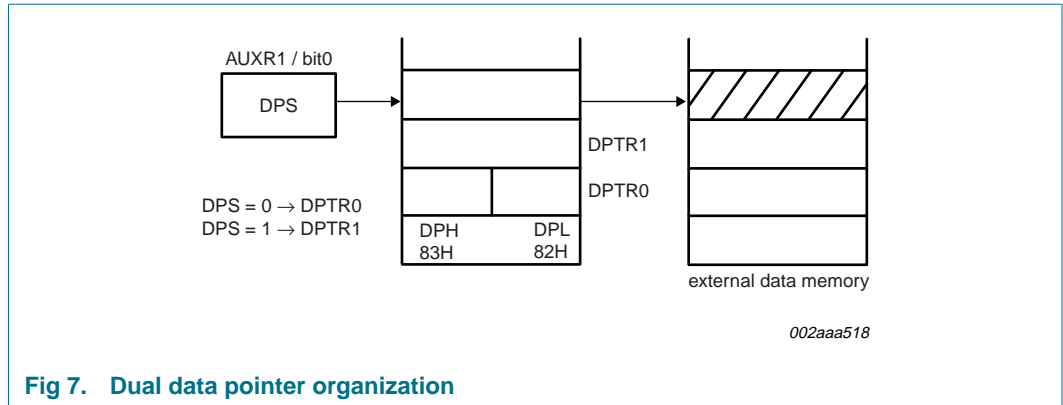 AUXR1 / bit0
DPS
DPTR1
DPTR0
DPS = 0 → DPTR0
DPS = 1 → DPTR1
DPH DPL
83H 82H
external data memory
002aaa518
Fig 7. Dual data pointer organization